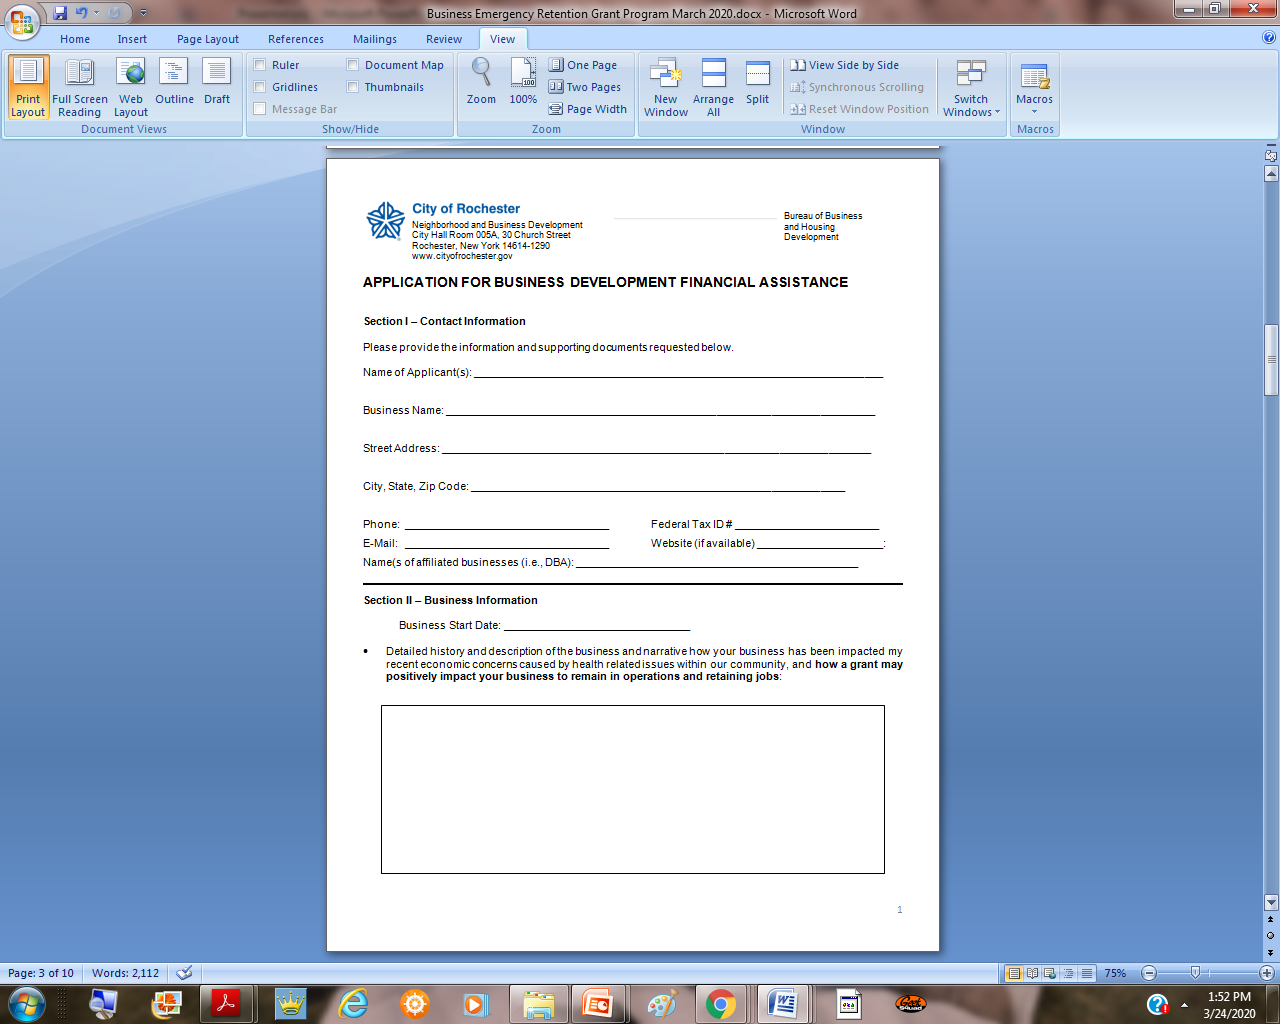 Business Emergency Retention Grant Program March 2020.docx - Microsoft Word
Home Insert Page Layout References Mailings Review View
Print Layout
Full Screen Reading
Web Layout
Outline
Draft
Document Views
Ruler
Gridlines
Message Bar
Document Map
Thumbnails
Show/Hide
Zoom
100%
One Page
Two Pages
Page Width
Zoom
New Window
Arrange All
Split
View Side by Side
Synchronous Scrolling
Reset Window Position
Switch Windows
Window
Macros
Macros
City of Rochester
Neighborhood and Business Development
City Hall Room 005A, 30 Church Street
Rochester, New York 14614-1290
www.cityofrochester.gov
Bureau of Business
and Housing
Development
APPLICATION FOR BUSINESS DEVELOPMENT FINANCIAL ASSISTANCE
Section I – Contact Information
Please provide the information and supporting documents requested below.
Name of Applicant(s):
Business Name:
Street Address:
City, State, Zip Code:
Phone: Federal Tax ID #
E-Mail: Website (if available) :
Name(s of affiliated businesses (i.e., DBA):
Section II – Business Information
Business Start Date:
• Detailed history and description of the business and narrative how your business has been impacted my
recent economic concerns caused by health related issues within our community, and how a grant may
positively impact your business to remain in operations and retaining jobs:
1
Page: 3 of 10 Words: 2,112 75%
1:52 PM
3/24/2020